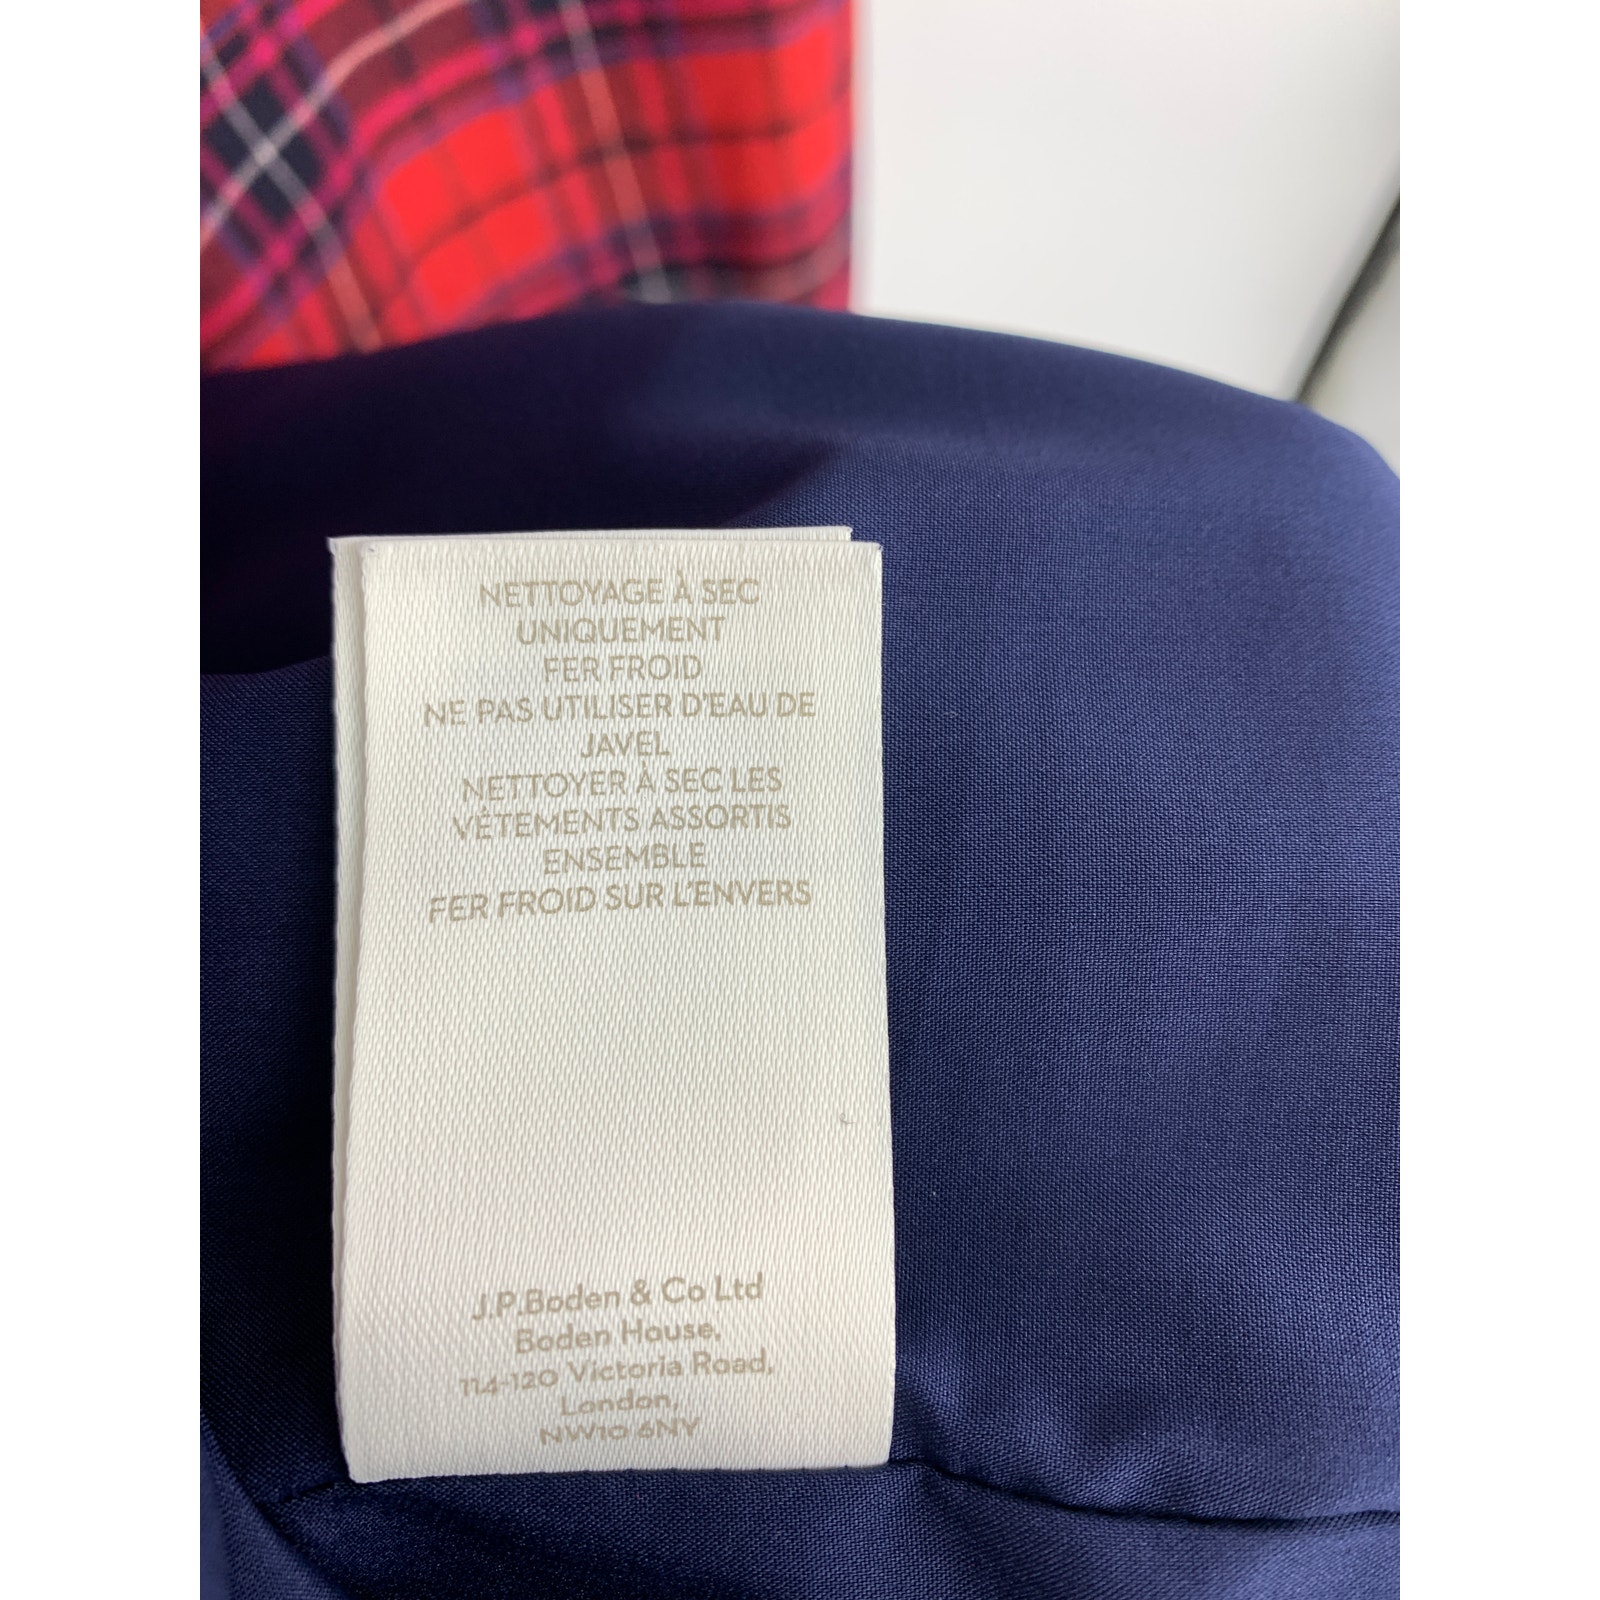 NETTOYAGE À SEC
UNIQUEMENT
FER FROID
NE PAS UTILISER D'EAU DE
JAVEL
NETTOYER À SEC LES
VÊTEMENTS ASSORTIS
ENSEMBLE
FER FROID SUR L'ENVERS
J.P.Boden & Co Ltd
Boden House,
114-120 Victoria Road,
London,
NW10 6NY